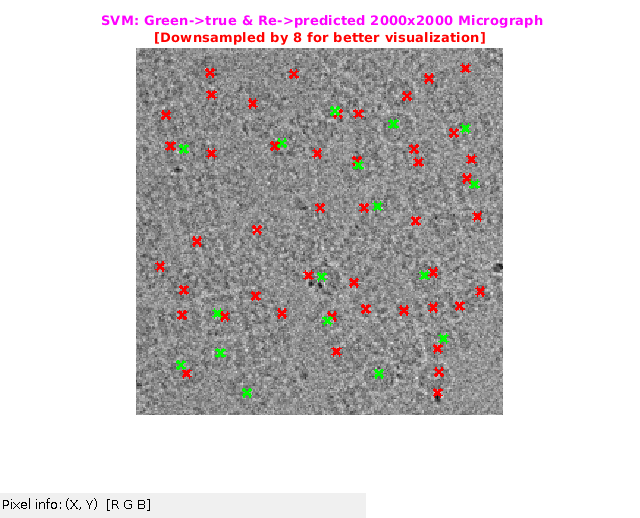 SVM: Green->true & Re->predicted 2000x2000 Micrograph
[Downsampled by 8 for better visualization]
Pixel info: (X, Y) [R G B]